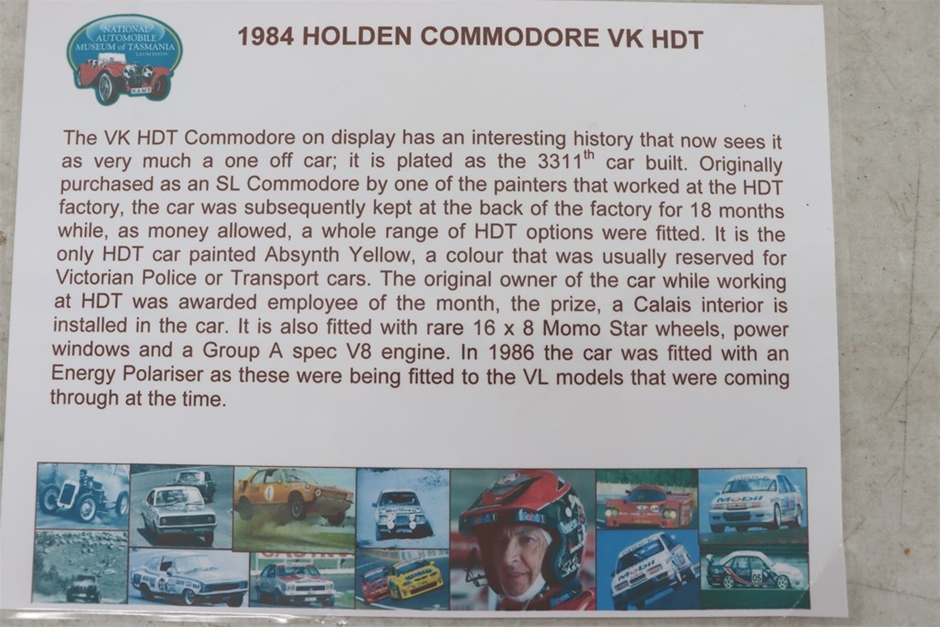 NATIONAL
AUTOMOBILE
MUSEUM of TASMANIA
LAUNCESTON
1984 HOLDEN COMMODORE VK HDT
The VK HDT Commodore on display has an interesting history that now sees it
as very much a one off car; it is plated as the 3311th car built. Originally
purchased as an SL Commodore by one of the painters that worked at the HDT
factory, the car was subsequently kept at the back of the factory for 18 months
while, as money allowed, a whole range of HDT options were fitted. It is the
only HDT car painted Absynth Yellow, a colour that was usually reserved for
Victorian Police or Transport cars. The original owner of the car while working
at HDT was awarded employee of the month, the prize, a Calais interior is
installed in the car. It is also fitted with rare 16 x 8 Momo Star wheels, power
windows and a Group A spec V8 engine. In 1986 the car was fitted with an
Energy Polariser as these were being fitted to the VL models that were coming
through at the time.
Mobil
Mobil
Mobil
05